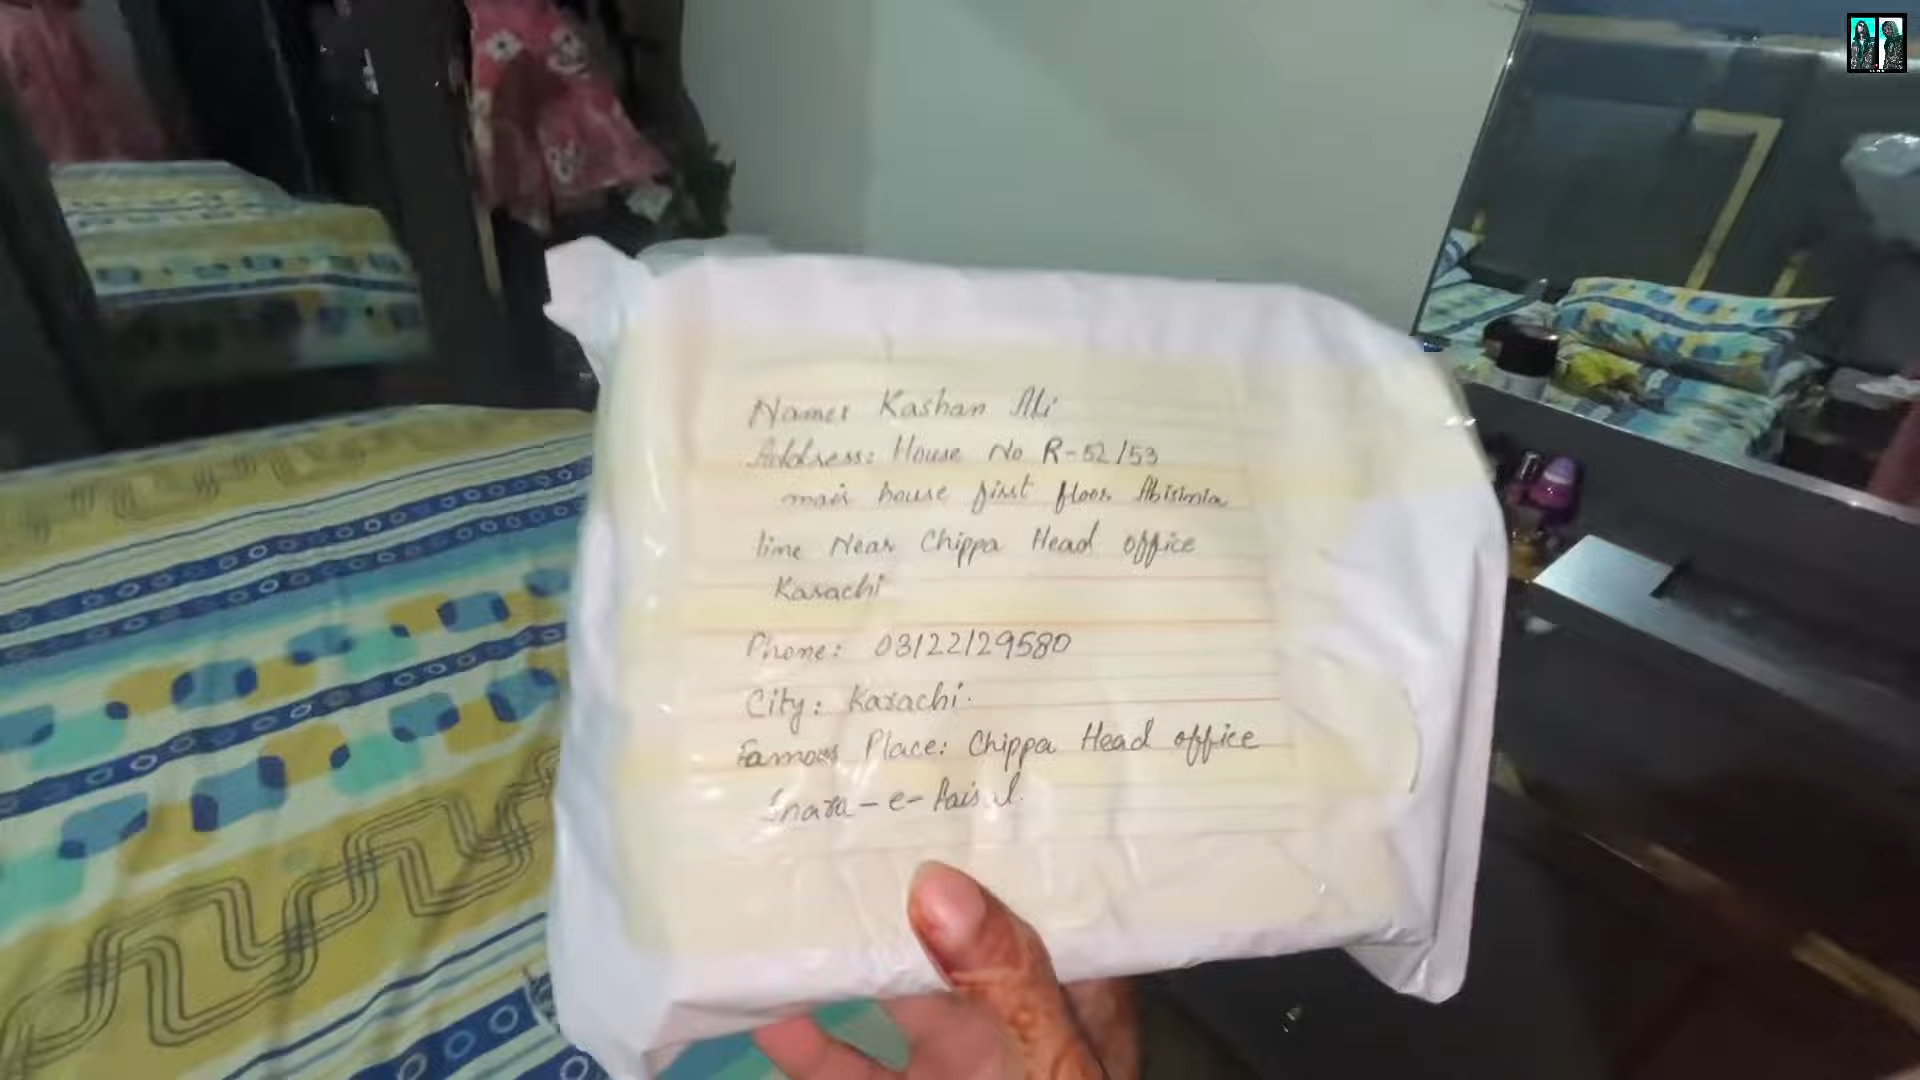 Name: Kashan Ali
Address: House No R-52/53
main house first floor Abisinia
line Near Chippa Head office
Karachi
Phone: 03122129580
City: Karachi.
Famous Place: Chippa Head office